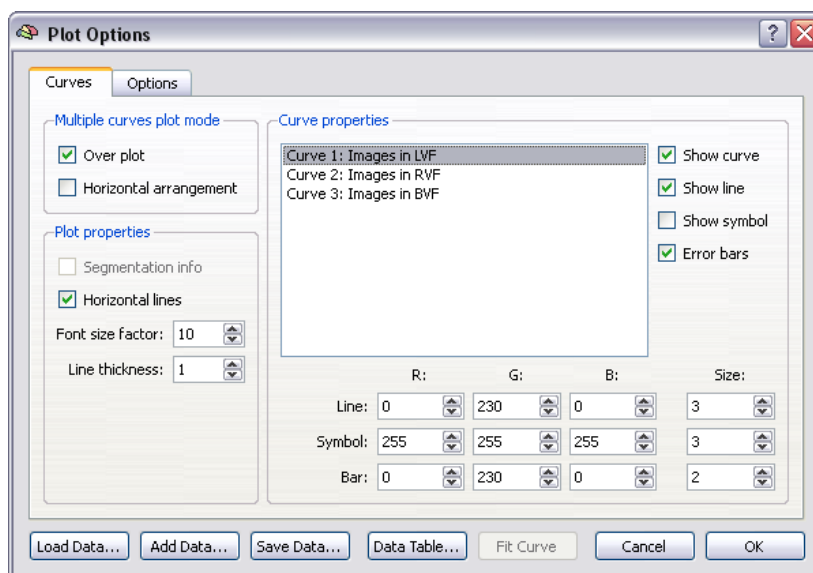 Plot Options
Curves Options
Multiple curves plot mode
Over plot
Horizontal arrangement
Plot properties
Segmentation info
Horizontal lines
Font size factor: 10
Line thickness: 1
Curve properties
Curve 1: Images in LVF
Curve 2: Images in RVF
Curve 3: Images in BVF
Show curve
Show line
Show symbol
Error bars
R: G: B: Size:
Line: 0 230 0 3
Symbol: 255 255 255 3
Bar: 0 230 0 2
Load Data... Add Data... Save Data... Data Table... Fit Curve Cancel OK